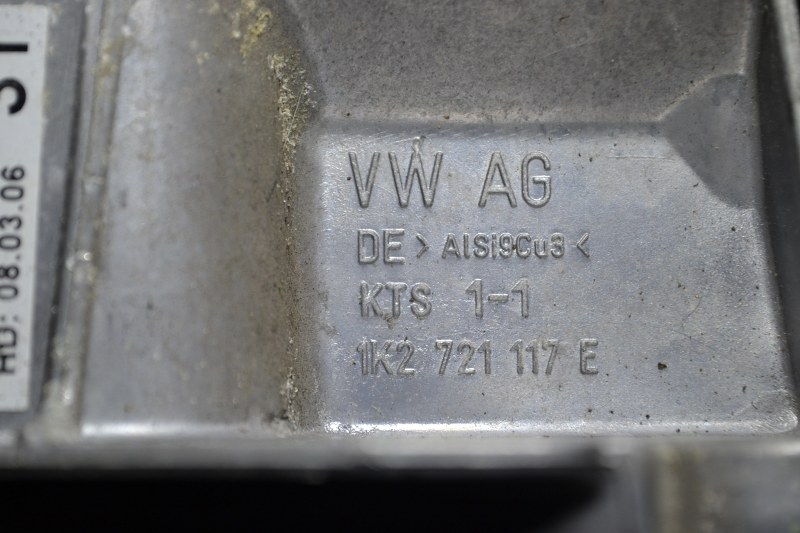 VW AG
DE >AlSi9Cu3<
KTS 1-1
1K2 721 117 E
HD: 08.03.06